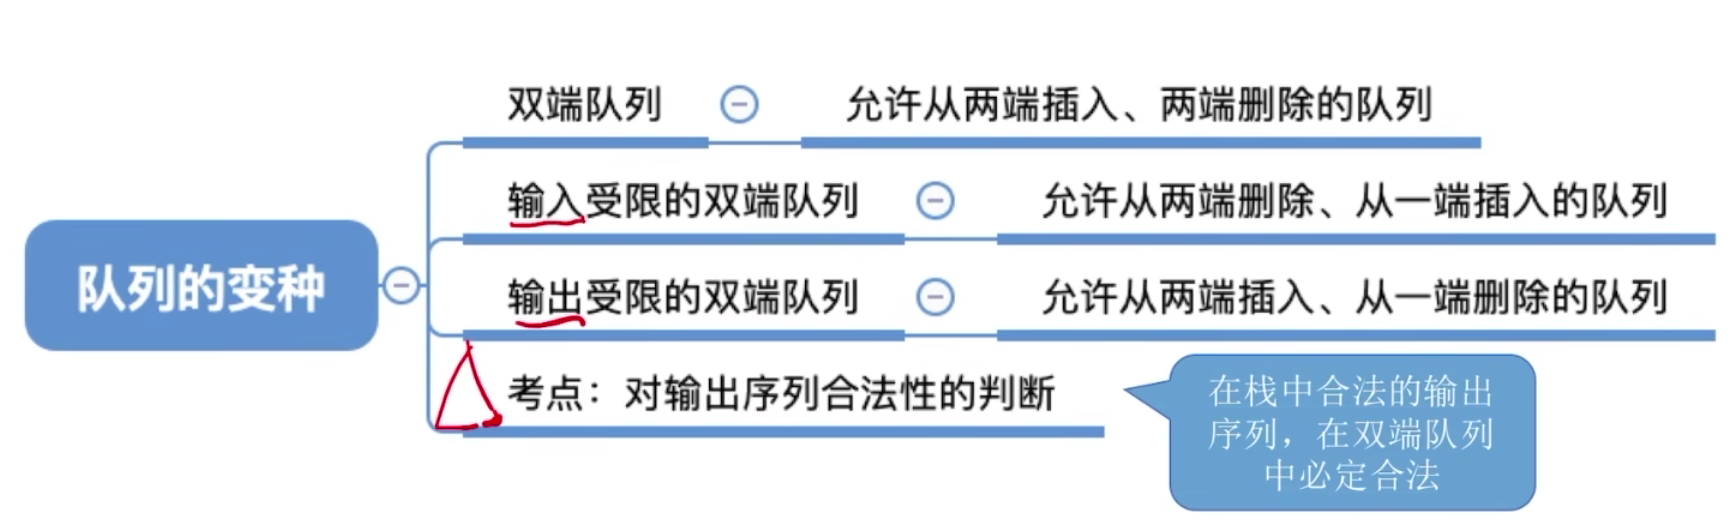 双端队列
允许从两端插入、两端删除的队列
输入受限的双端队列
允许从两端删除、从一端插入的队列
队列的变种
输出受限的双端队列
允许从两端插入、从一端删除的队列
考点：对输出序列合法性的判断
在栈中合法的输出
序列，在双端队列
中必定合法